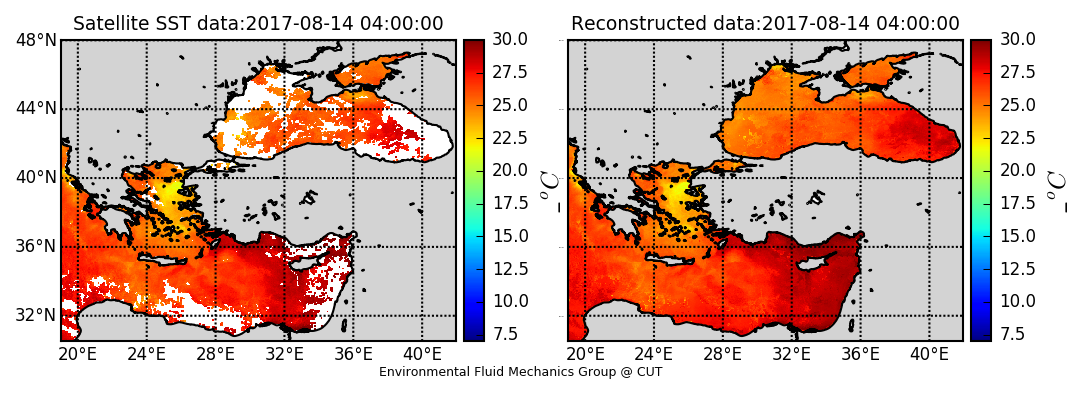 Satellite SST data:2017-08-14 04:00:00
Reconstructed data:2017-08-14 04:00:00
48°N
44°N
40°N
36°N
32°N
20°E 24°E 28°E 32°E 36°E 40°E
30.0
27.5
25.0
22.5
20.0
17.5
15.0
12.5
10.0
7.5
_ °C
20°E 24°E 28°E 32°E 36°E 40°E
30.0
27.5
25.0
22.5
20.0
17.5
15.0
12.5
10.0
7.5
_ °C
Environmental Fluid Mechanics Group @ CUT